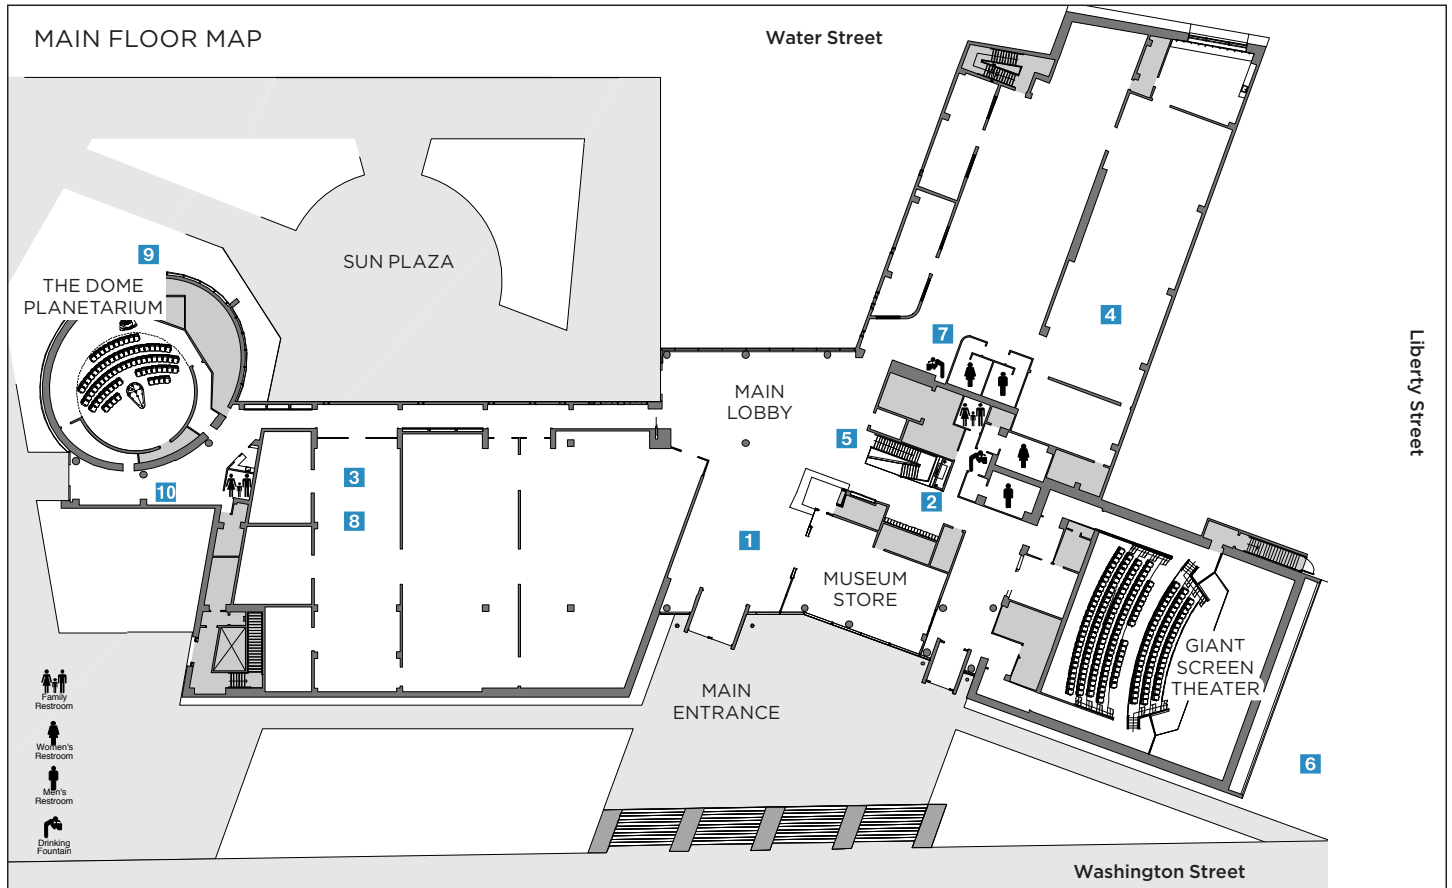 MAIN FLOOR MAP
Water Street
9
THE DOME
PLANETARIUM
SUN PLAZA
4
7
Liberty Street
MAIN
LOBBY
5
3
10
8
2
1
MUSEUM
STORE
GIANT
SCREEN
THEATER
MAIN
ENTRANCE
6
Family
Restroom
Women's
Restroom
Men's
Restroom
Drinking
Fountain
Washington Street